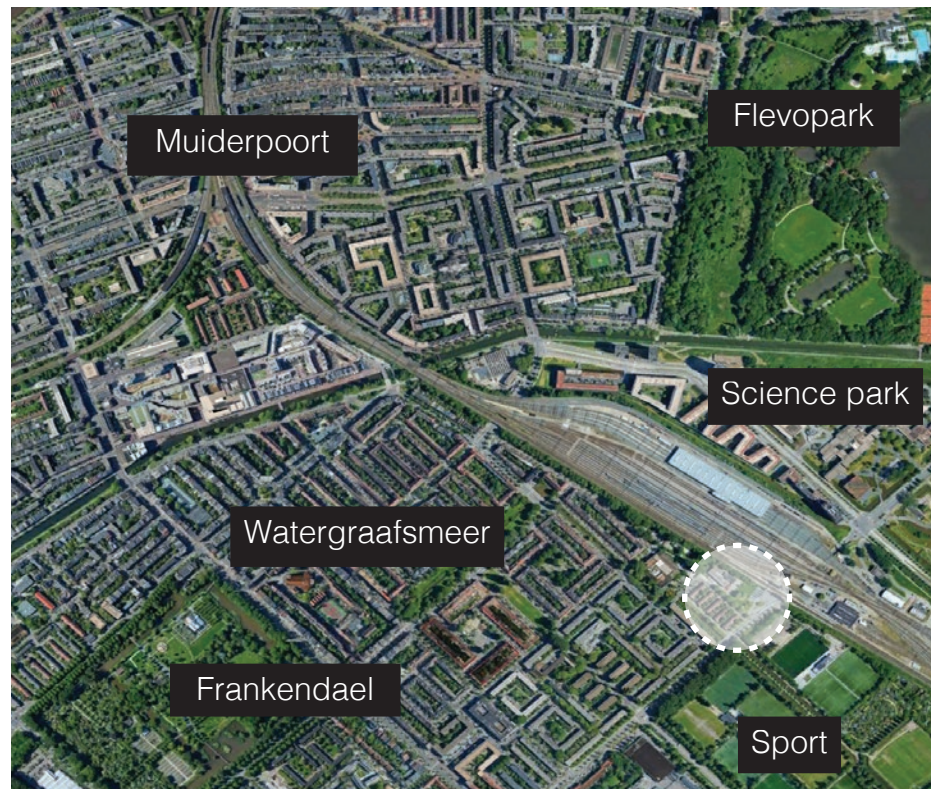 Muiderpoort
Flevopark
Science park
Watergraafsmeer
Frankendael
Sport